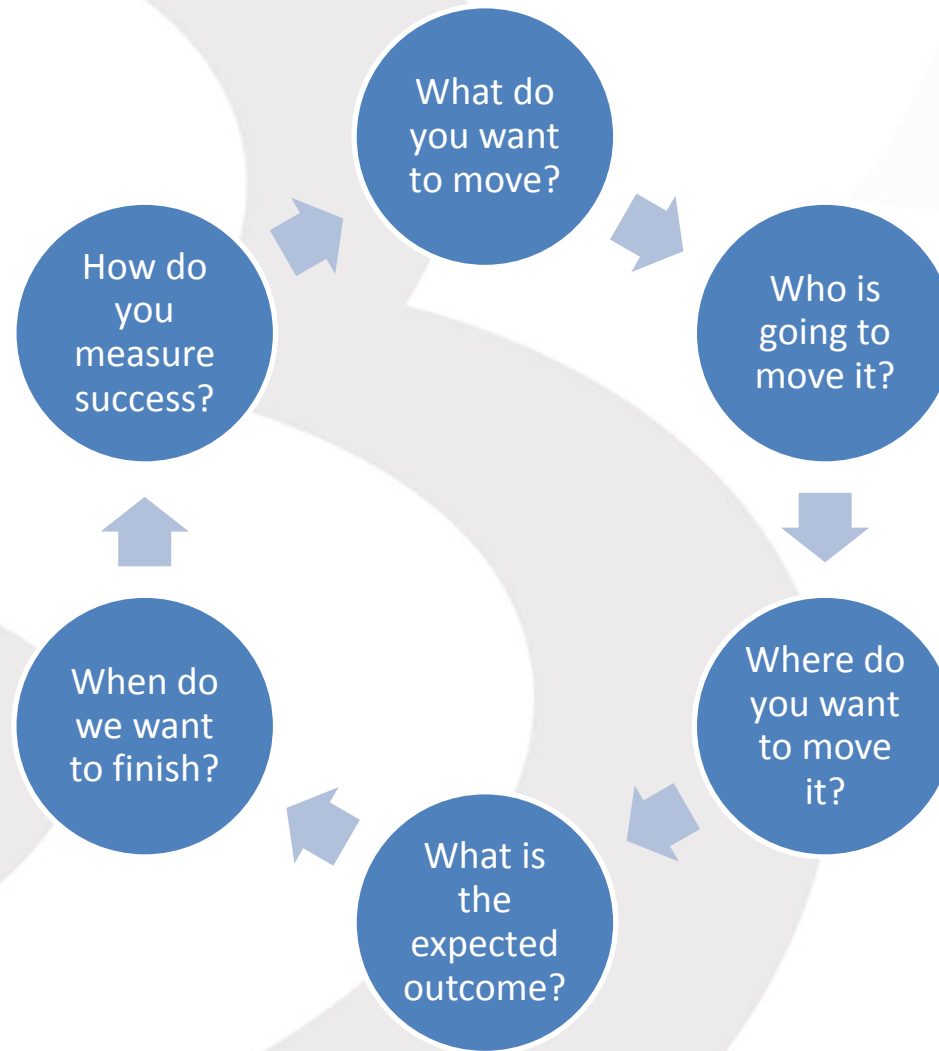 What do
you want
to move?
Who is
going to
move it?
Where do
you want
to move
it?
What is
the
expected
outcome?
When do
we want
to finish?
How do
you
measure
success?